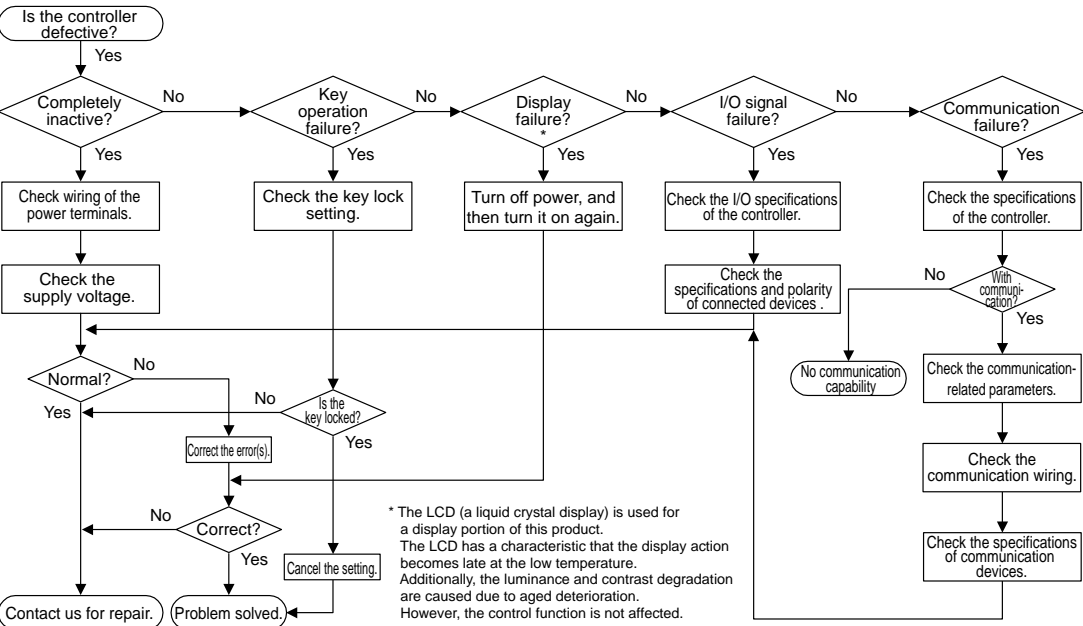 Is the controller
defective?
Yes
Completely
inactive?
No
Key
operation
failure?
No
Display
failure?
*
No
I/O signal
failure?
No
Communication
failure?
Yes
Yes
Yes
Yes
Yes
Check wiring of the
power terminals.
Check the key lock
setting.
Turn off power, and
then turn it on again.
Check the I/O specifications
of the controller.
Check the specifications
of the controller.
Check the
supply voltage.
Check the
specifications and polarity
of connected devices .
No
With
communi-
cation?
Yes
No communication
capability
Check the communication-
related parameters.
Normal?
No
Yes
No
Is the
key locked?
Yes
Correct the error(s).
Check the
communication wiring.
No
Correct?
Yes
Cancel the setting.
Check the specifications
of communication
devices.
Contact us for repair.
Problem solved.
* The LCD (a liquid crystal display) is used for
a display portion of this product.
The LCD has a characteristic that the display action
becomes late at the low temperature.
Additionally, the luminance and contrast degradation
are caused due to aged deterioration.
However, the control function is not affected.